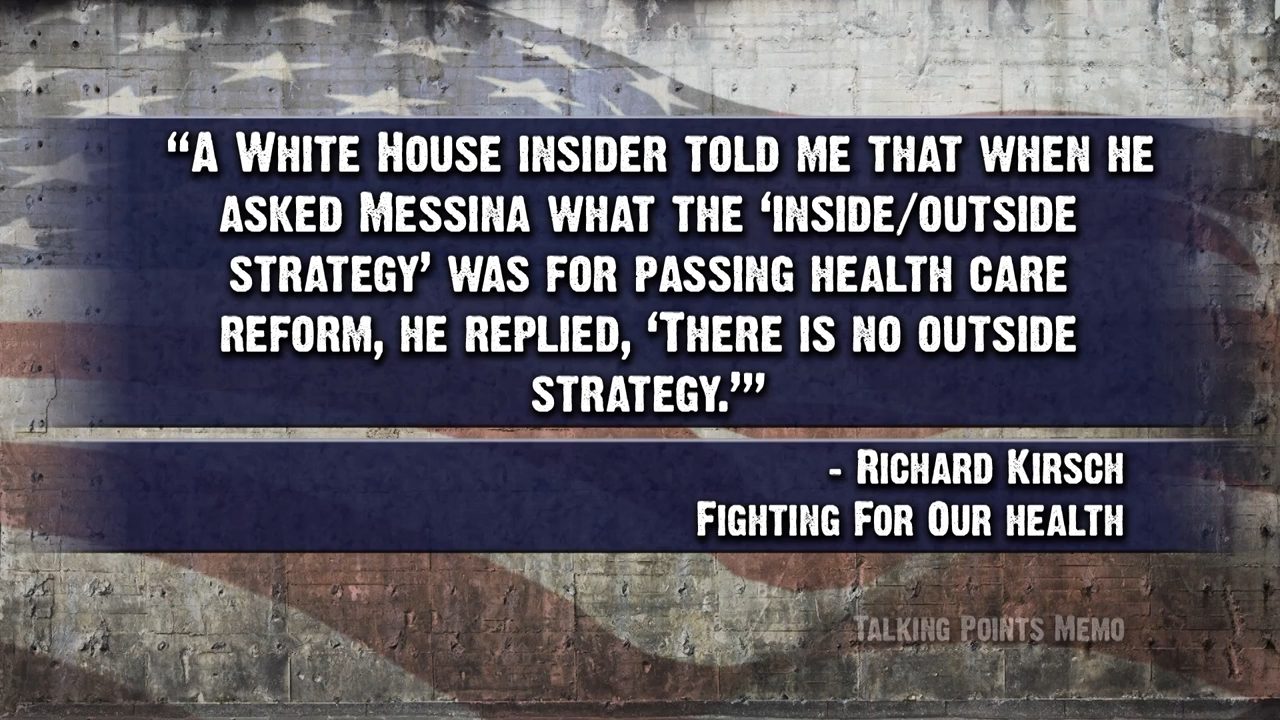 “A White House insider told me that when he
asked Messina what the ‘inside/outside
strategy’ was for passing health care
reform, he replied, ‘There is no outside
strategy.’”
- Richard Kirsch
Fighting For Our health
Talking Points Memo